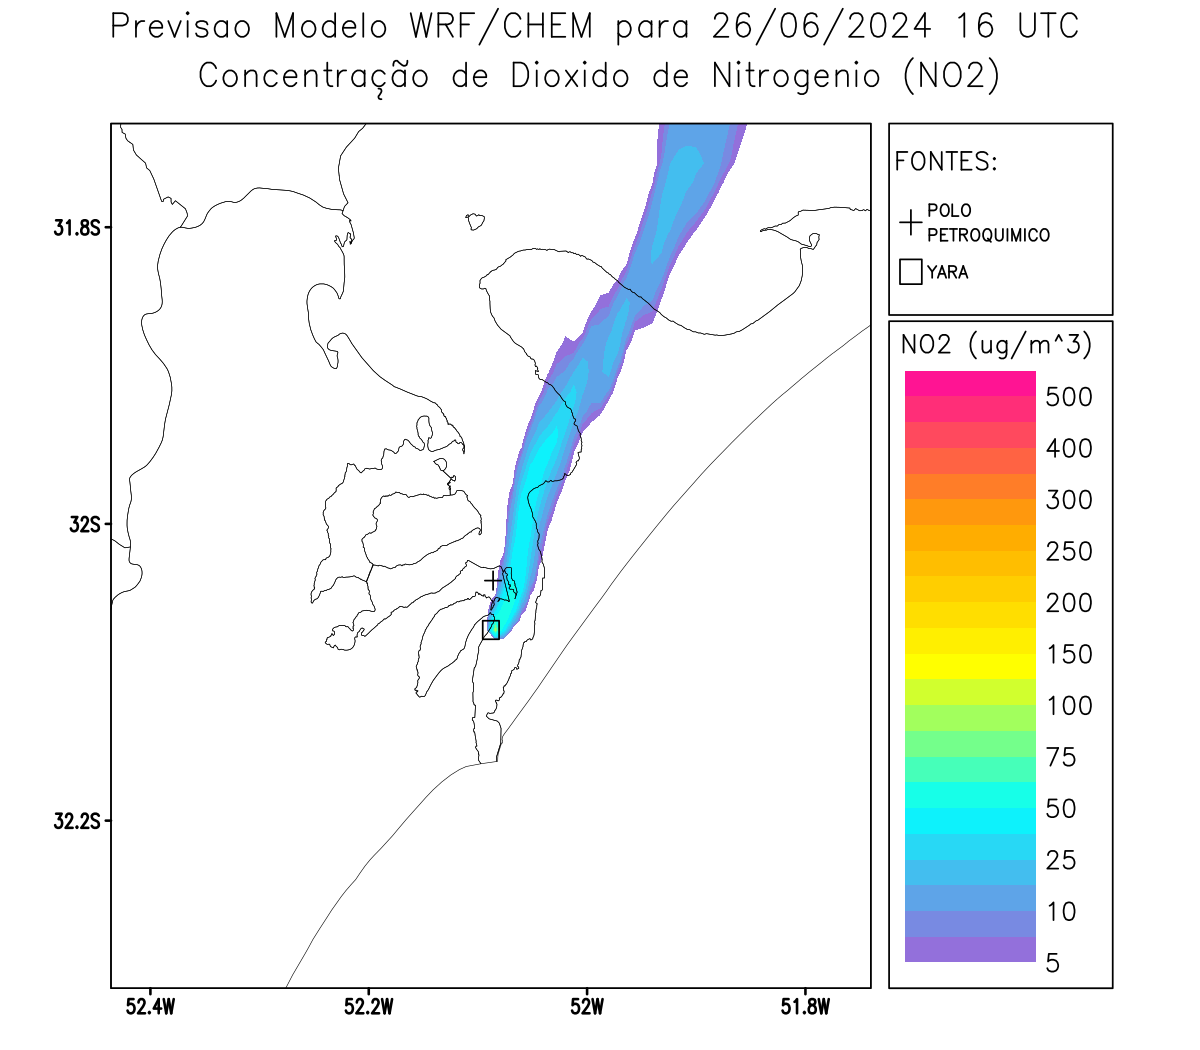 Previsao Modelo WRF/CHEM para 26/06/2024 16 UTC
Concentração de Dioxido de Nitrogenio (NO2)
FONTES:
POLO
PETROQUIMICO
YARA
NO2 (ug/m^3)
500
400
300
250
200
150
100
75
50
25
10
5
31.8S
32S
32.2S
52.4W
52.2W
52W
51.8W